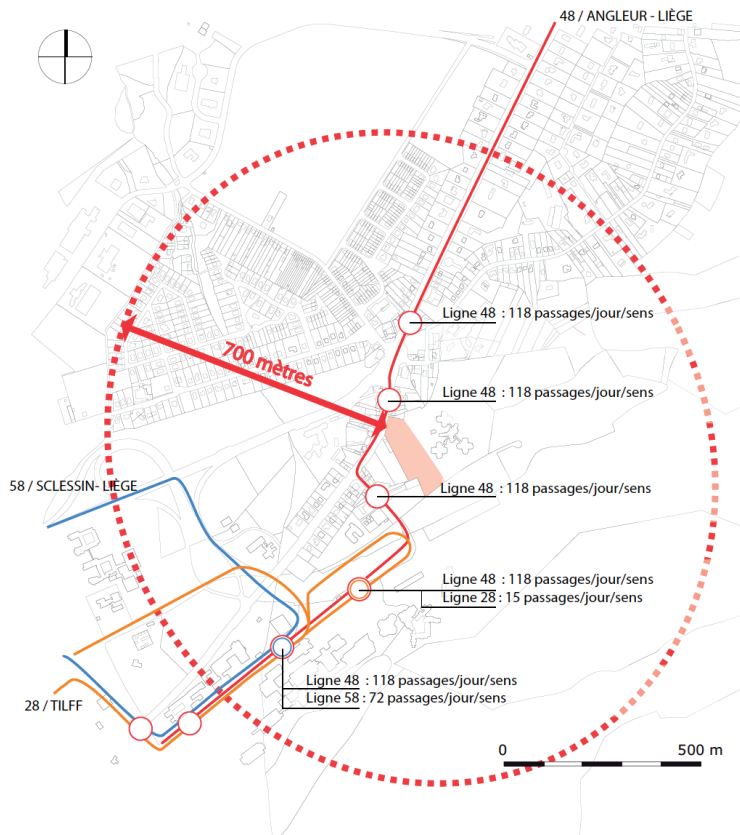 48 / ANGLEUR - LIÈGE
Ligne 48 : 118 passages/jour/sens
700 mètres
Ligne 48 : 118 passages/jour/sens
58 / SCLESSIN- LIÈGE
Ligne 48 : 118 passages/jour/sens
Ligne 48 : 118 passages/jour/sens
Ligne 28 : 15 passages/jour/sens
Ligne 48 : 118 passages/jour/sens
Ligne 58 : 72 passages/jour/sens
28 / TILFF
0 500 m